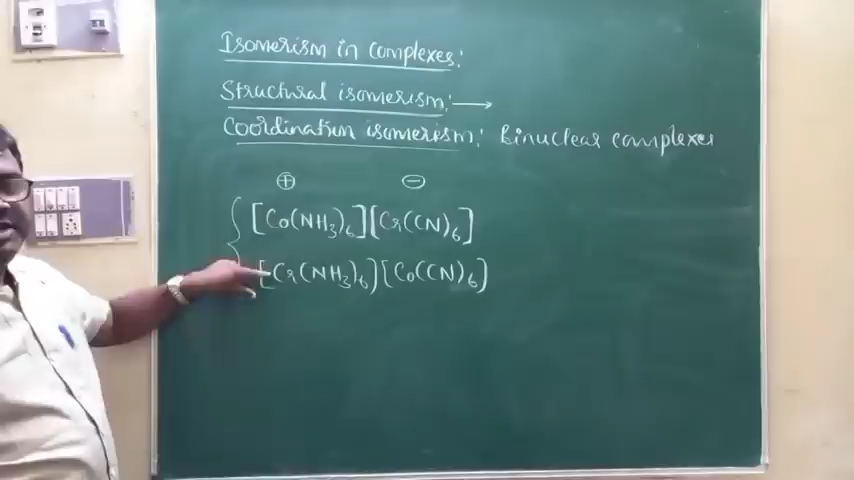 Isomerism in complexes:
Structural isomerism: →
Coordination isomerism: Binuclear complexes
⊕ ⊖
[Co(NH3)6][Cr(CN)6]
[Cr(NH3)6][Co(CN)6]